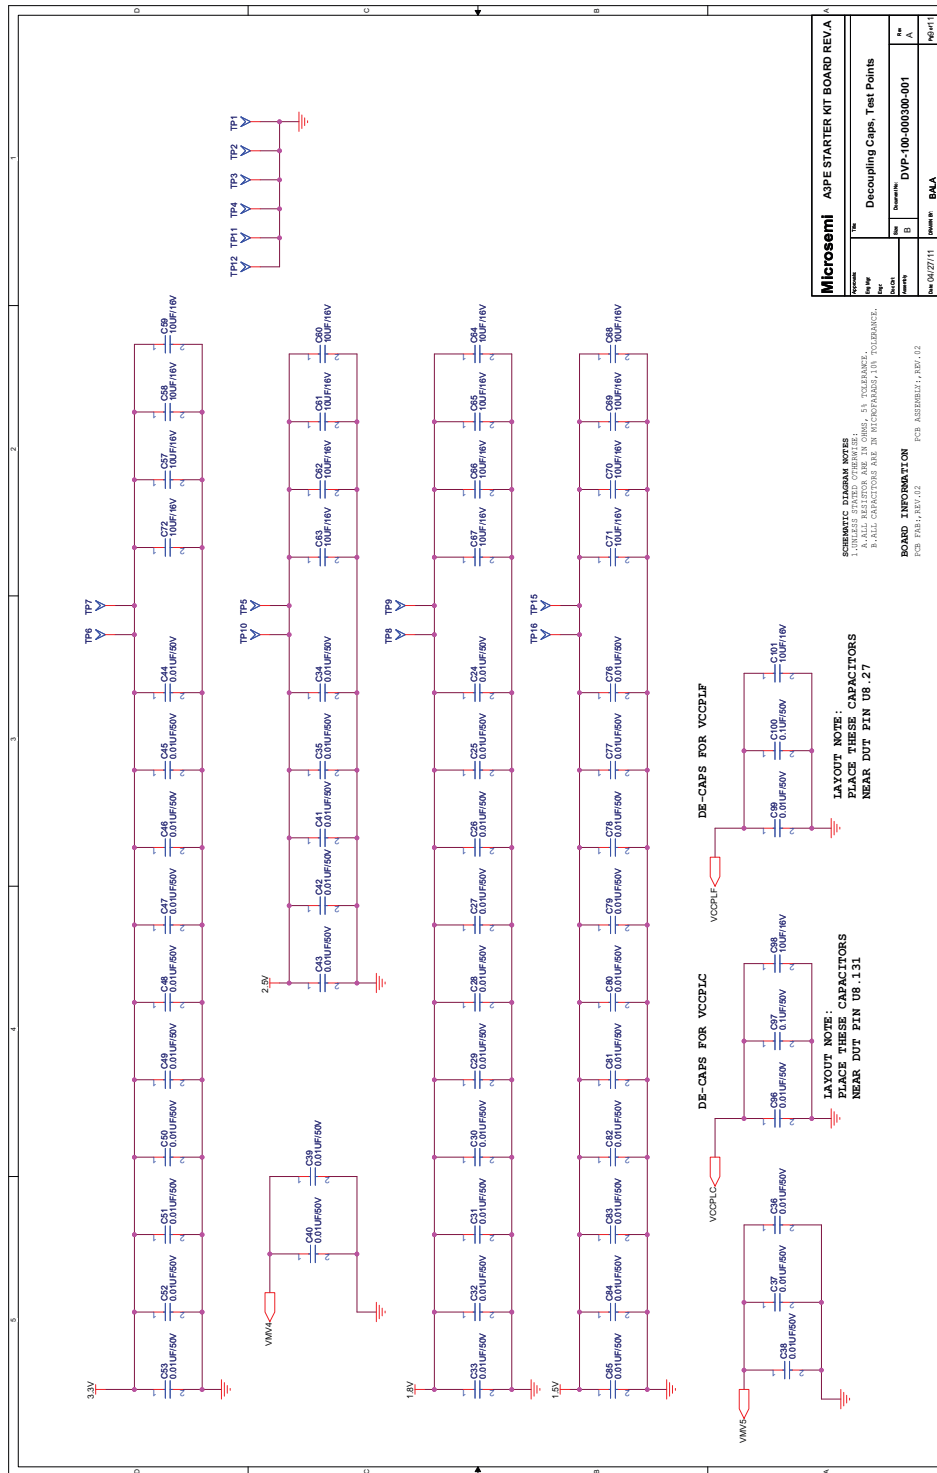 5
4
3
2
1
D
C
B
A
3.3V
C53
0.01UF/50V
C52
0.01UF/50V
C51
0.01UF/50V
C50
0.01UF/50V
C49
0.01UF/50V
C48
0.01UF/50V
C47
0.01UF/50V
C46
0.01UF/50V
C45
0.01UF/50V
C44
0.01UF/50V
TP6
TP7
C72
10UF/16V
C57
10UF/16V
C58
10UF/16V
C59
10UF/16V
TP12
TP11
TP4
TP3
TP2
TP1
VMV4
C40
0.01UF/50V
C39
0.01UF/50V
2.5V
C43
0.01UF/50V
C42
0.01UF/50V
C41
0.01UF/50V
C35
0.01UF/50V
C34
0.01UF/50V
TP10
TP5
C63
10UF/16V
C62
10UF/16V
C61
10UF/16V
C60
10UF/16V
1.8V
C33
0.01UF/50V
C32
0.01UF/50V
C31
0.01UF/50V
C30
0.01UF/50V
C29
0.01UF/50V
C28
0.01UF/50V
C27
0.01UF/50V
C26
0.01UF/50V
C25
0.01UF/50V
C24
0.01UF/50V
TP8
TP9
C67
10UF/16V
C66
10UF/16V
C65
10UF/16V
C64
10UF/16V
1.5V
C85
0.01UF/50V
C84
0.01UF/50V
C83
0.01UF/50V
C82
0.01UF/50V
C81
0.01UF/50V
C80
0.01UF/50V
C79
0.01UF/50V
C78
0.01UF/50V
C77
0.01UF/50V
C76
0.01UF/50V
TP16
TP15
C71
10UF/16V
C70
10UF/16V
C69
10UF/16V
C68
10UF/16V
VMV5
C38
0.01UF/50V
C37
0.01UF/50V
C36
0.01UF/50V
DE-CAPS FOR VCCPLC
VCCPLC
C96
0.01UF/50V
C97
0.1UF/50V
C98
10UF/16V
LAYOUT NOTE:
PLACE THESE CAPACITORS
NEAR DUT PIN U8.131
DE-CAPS FOR VCCPLF
VCCPLF
C99
0.01UF/50V
C100
0.1UF/50V
C101
10UF/16V
LAYOUT NOTE:
PLACE THESE CAPACITORS
NEAR DUT PIN U8.27
SCHEMATIC DIAGRAM NOTES
1.UNLESS STATED OTHERWISE:
A.ALL RESISTOR ARE IN OHMS, 5% TOLERANCE.
B.ALL CAPACITORS ARE IN MICROFARADS,10% TOLERANCE.
BOARD INFORMATION
PCB FAB:,REV.02 PCB ASSEMBLY:,REV.02
Microsemi A3PE STARTER KIT BOARD REV.A
Title
Decoupling Caps, Test Points
Size
B
DVP-100-000300-001
Rev
A
Date 04/27/11
BALA